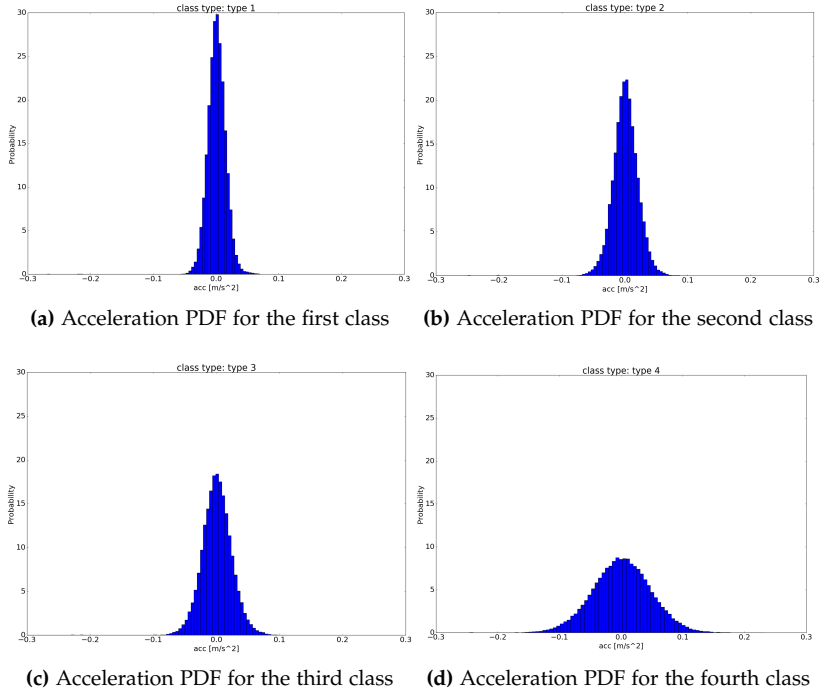 class type: type 1
30
25
20
15
10
5
0
Probability
−0.3 −0.2 −0.1 0.0 0.1 0.2 0.3
acc [m/s^2]
(a) Acceleration PDF for the first class
class type: type 2
30
25
20
15
10
5
0
Probability
−0.3 −0.2 −0.1 0.0 0.1 0.2 0.3
acc [m/s^2]
(b) Acceleration PDF for the second class
class type: type 3
30
25
20
15
10
5
0
Probability
−0.3 −0.2 −0.1 0.0 0.1 0.2 0.3
acc [m/s^2]
(c) Acceleration PDF for the third class
class type: type 4
30
25
20
15
10
5
0
Probability
−0.3 −0.2 −0.1 0.0 0.1 0.2 0.3
acc [m/s^2]
(d) Acceleration PDF for the fourth class